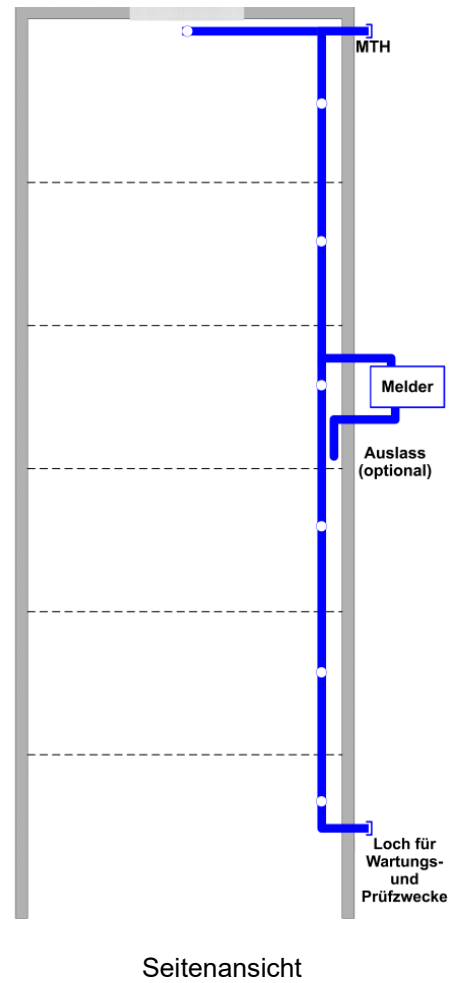 MTH
Melder
Auslass
(optional)
Loch für
Wartungs-
und
Prüfzwecke
Seitenansicht